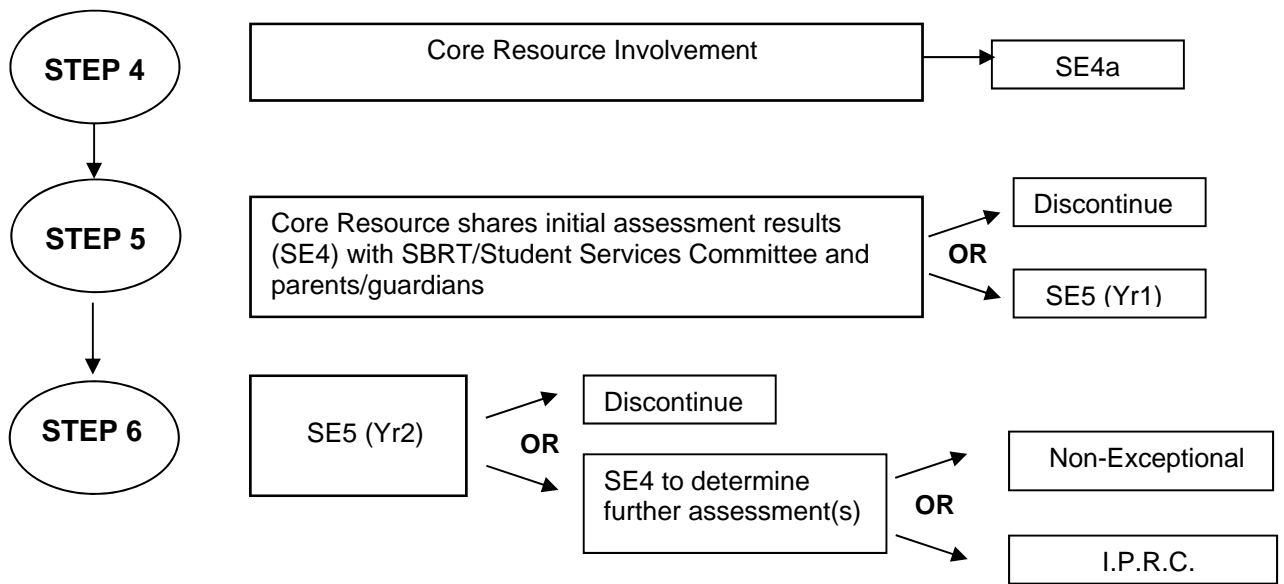 STEP 4
Core Resource Involvement
SE4a
STEP 5
Core Resource shares initial assessment results
(SE4) with SBRT/Student Services Committee and
parents/guardians
Discontinue
OR
SE5 (Yr1)
STEP 6
SE5 (Yr2)
Discontinue
OR
SE4 to determine
further assessment(s)
Non-Exceptional
OR
I.P.R.C.